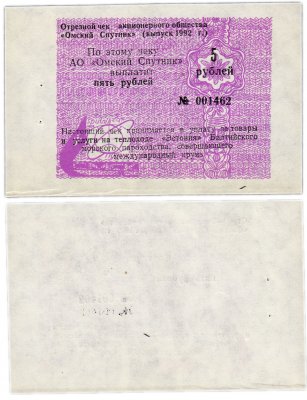 Отрезной чек акционерного общества
«Омский Спутник» (выпуск 1992 г.)
По этому чеку
АО «Омский Спутник»
выплатит
пять рублей
5
рублей
№ 001462
Настоящий чек принимается в уплату за товары
и услуги на теплоходе «Эстония» Балтийского
морского пароходства, совершающего
международный круиз